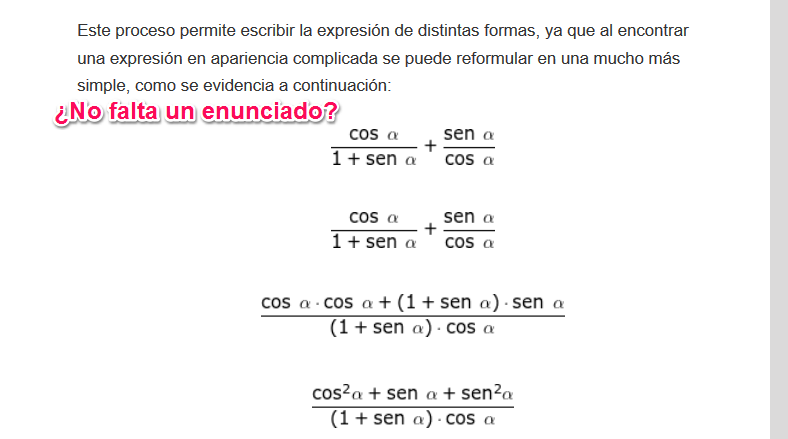 Este proceso permite escribir la expresión de distintas formas, ya que al encontrar
una expresión en apariencia complicada se puede reformular en una mucho más
simple, como se evidencia a continuación:
¿No falta un enunciado?
cos α / 1 + sen α + sen α / cos α
cos α / 1 + sen α + sen α / cos α
cos α · cos α + (1 + sen α) · sen α
(1 + sen α) · cos α
cos²α + sen α + sen²α
(1 + sen α) · cos α